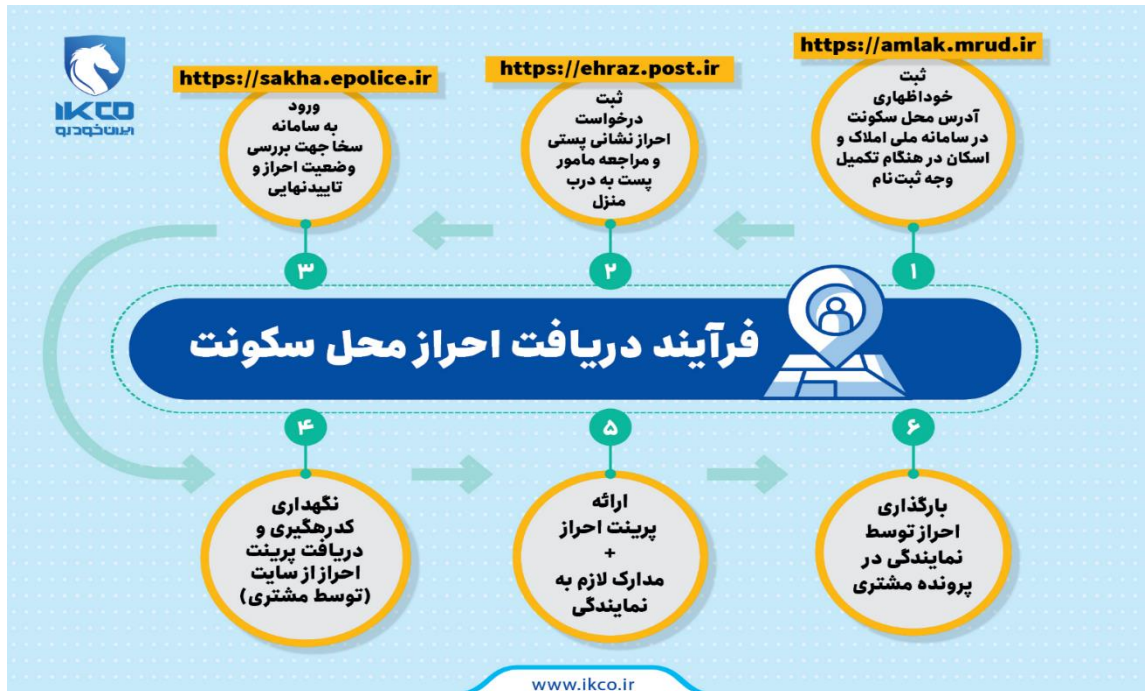 IKCO
ایران‌خودرو
https://amlak.mrud.ir
ثبت
خوداظهاری
آدرس محل سکونت
در سامانه ملی املاک و
اسکان در هنگام تکمیل
وجه ثبت‌نام
۱
https://ehraz.post.ir
ثبت
درخواست
احراز نشانی پستی
و مراجعه مامور
پست به درب
منزل
۲
https://sakha.epolice.ir
ورود
به سامانه
سخا جهت بررسی
وضعیت احراز و
تاییدنهایی
۳
فرآیند دریافت احراز محل سکونت
۴
نگهداری
کدرهگیری و
دریافت پرینت
احراز از سایت
(توسط مشتری)
۵
ارائه
پرینت احراز
+
مدارک لازم به
نمایندگی
۶
بارگذاری
احراز توسط
نمایندگی در
پرونده مشتری
www.ikco.ir